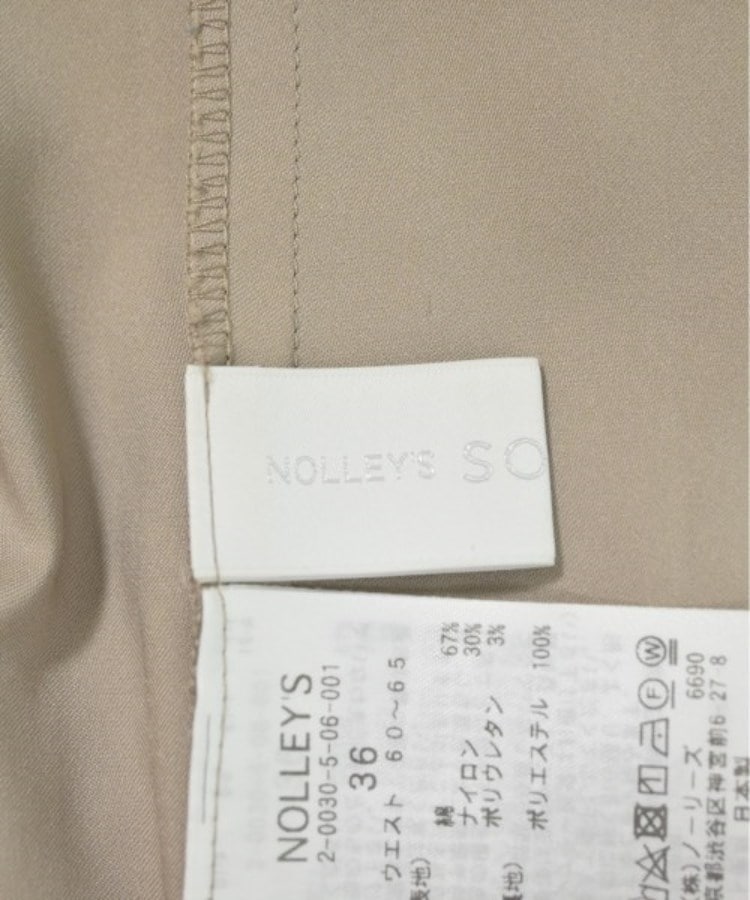 NOLLEY'S SO
NOLLEY'S
2-0030-5-06-001
36
ウエスト 60～65
表地)
綿 67%
ナイロン 30%
ポリウレタン 3%
裏地)
ポリエステル 100%
(株)ノーリーズ 6690
京都渋谷区神宮前6 27 8
日本製